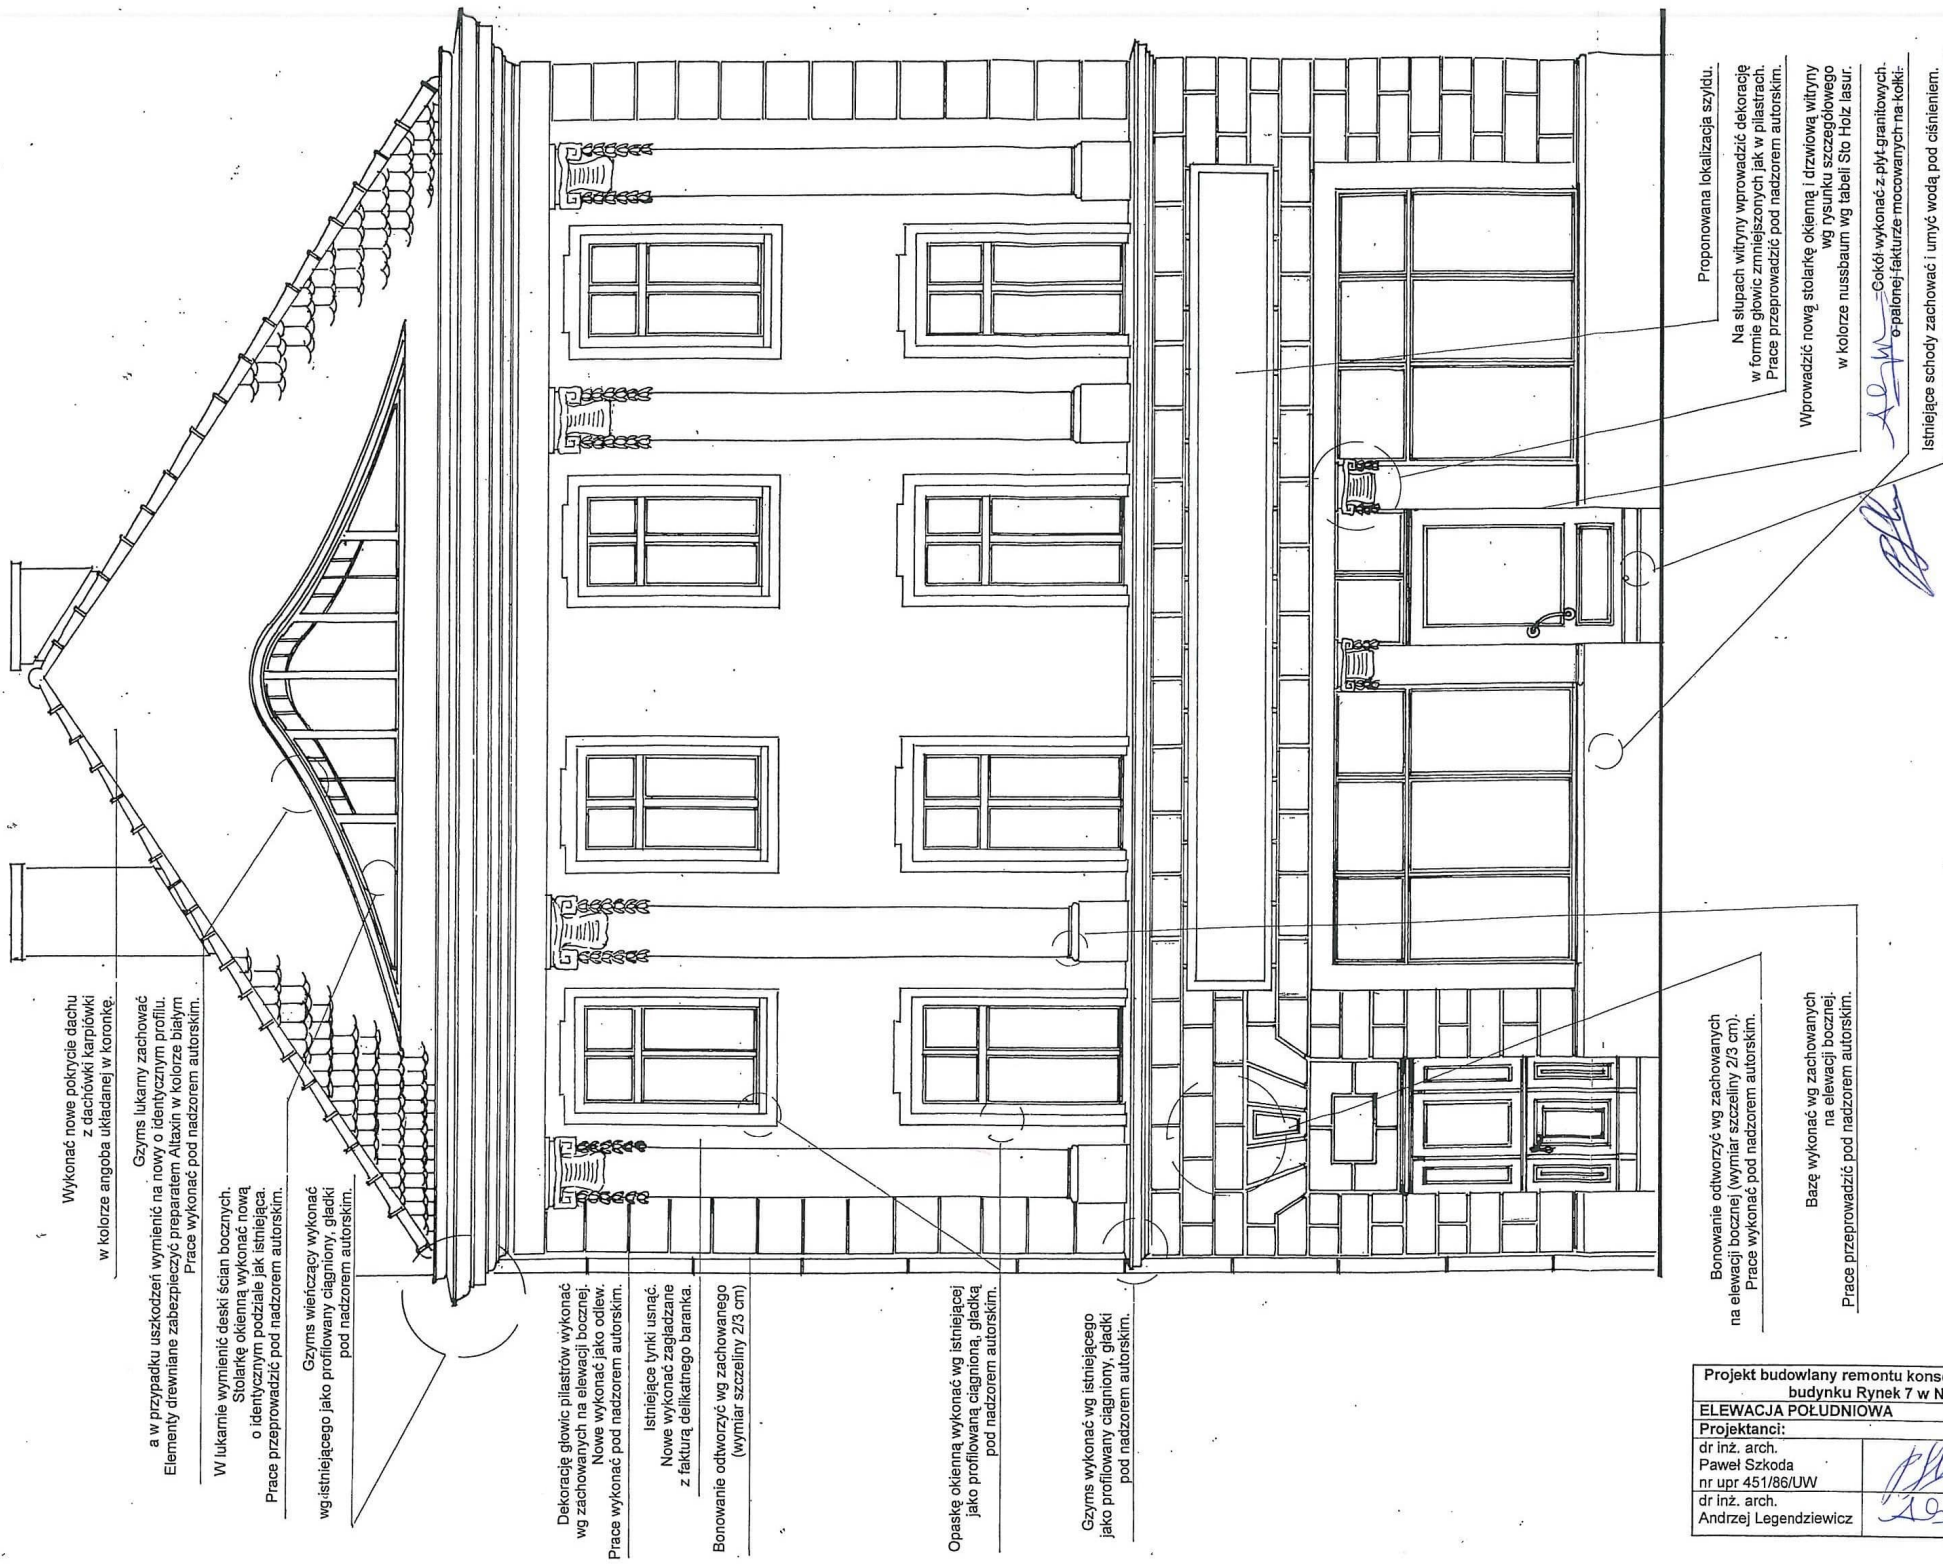 Wykonać nowe pokrycie dachu
z dachówki karpiówki
w kolorze angoba układanej w koronkę.
Gzyms lukarny zachować
a w przypadku uszkodzeń wymienić na nowy o identycznym profilu.
Elementy drewniane zabezpieczyć preparatem Altaxin w kolorze białym
Prace wykonać pod nadzorem autorskim.
W lukarnie wymienić deski ścian bocznych.
Stolarkę okienną wykonać nową
o identycznym podziale jak istniejąca.
Prace przeprowadzić pod nadzorem autorskim.
Gzyms wieńczący wykonać
wg istniejącego jako profilowany ciągniony, gładki
pod nadzorem autorskim.
Dekorację głowic pilastrów wykonać
wg zachowanych na elewacji bocznej.
Nowe wykonać jako odlew.
Prace wykonać pod nadzorem autorskim.
Istniejące tynki usnąć.
Nowe wykonać zagładzane
z fakturą delikatnego baranka.
Bonowanie odtworzyć wg zachowanego
(wymiar szczeliny 2/3 cm)
Opaskę okienną wykonać wg istniejącej
jako profilowaną ciągnioną, gładką
pod nadzorem autorskim.
Gzyms wykonać wg istniejącego
jako profilowany ciągniony, gładki
pod nadzorem autorskim.
Bonowanie odtworzyć wg zachowanych
na elewacji bocznej (wymiar szczeliny 2/3 cm).
Prace wykonać pod nadzorem autorskim.
Bazę wykonać wg zachowanych
na elewacji bocznej.
Prace przeprowadzić pod nadzorem autorskim.
Proponowana lokalizacja szyldu.
Na słupach witryny wprowadzić dekorację
w formie głowic zmniejszonych jak w pilastrach.
Prace przeprowadzić pod nadzorem autorskim.
Wprowadzić nową stolarkę okienną i drzwiową witryny
wg rysunku szczegółowego
w kolorze nussbaum wg tabeli Sto Holz lasur.
Cokół wykonać z płyt granitowych
o palonej fakturze mocowanych na kołki.
Istniejące schody zachować i umyć wodą pod ciśnieniem.
Projekt budowlany remontu kons
budynku Rynek 7 w N
ELEWACJA POŁUDNIOWA
Projektanci:
dr inż. arch.
Paweł Szkoda
nr upr 451/86/UW
dr inż. arch.
Andrzej Legendziewicz